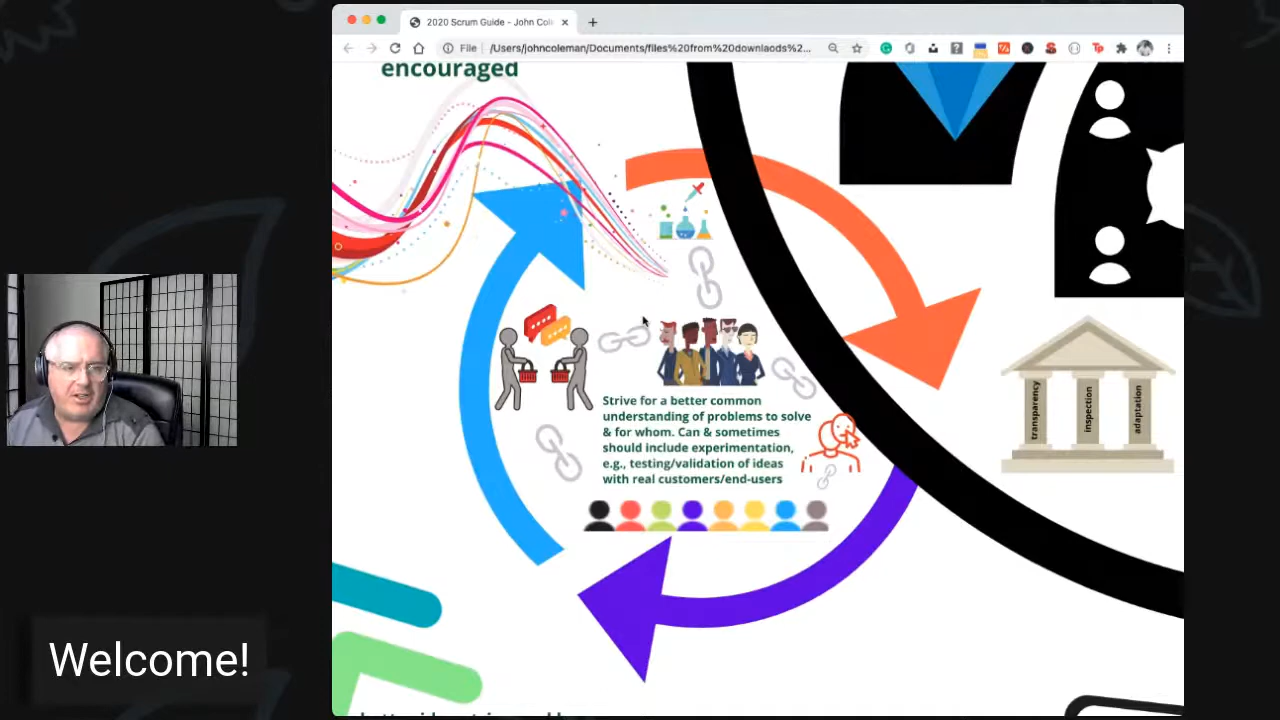 2020 Scrum Guide - John Cole
File
/Users/johncoleman/Documents/files%20from%20downlaods%2...
encouraged
transparency
inspection
adaptation
Strive for a better common
understanding of problems to solve
& for whom. Can & sometimes
should include experimentation,
e.g., testing/validation of ideas
with real customers/end-users
Welcome!